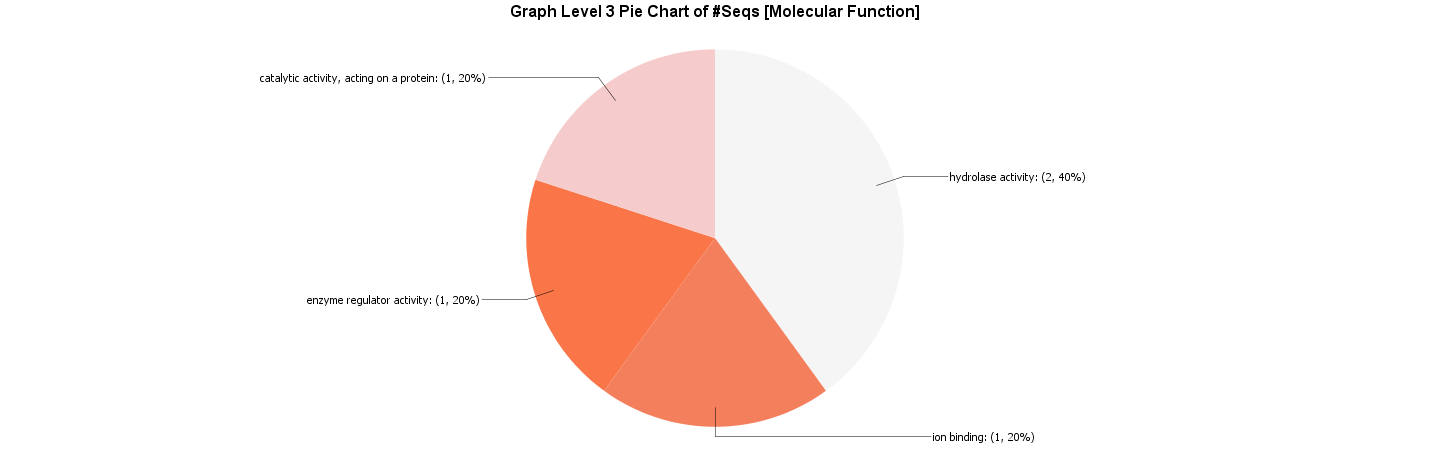 Graph Level 3 Pie Chart of #Seqs [Molecular Function]
catalytic activity, acting on a protein: (1, 20%)
hydrolase activity: (2, 40%)
enzyme regulator activity: (1, 20%)
ion binding: (1, 20%)